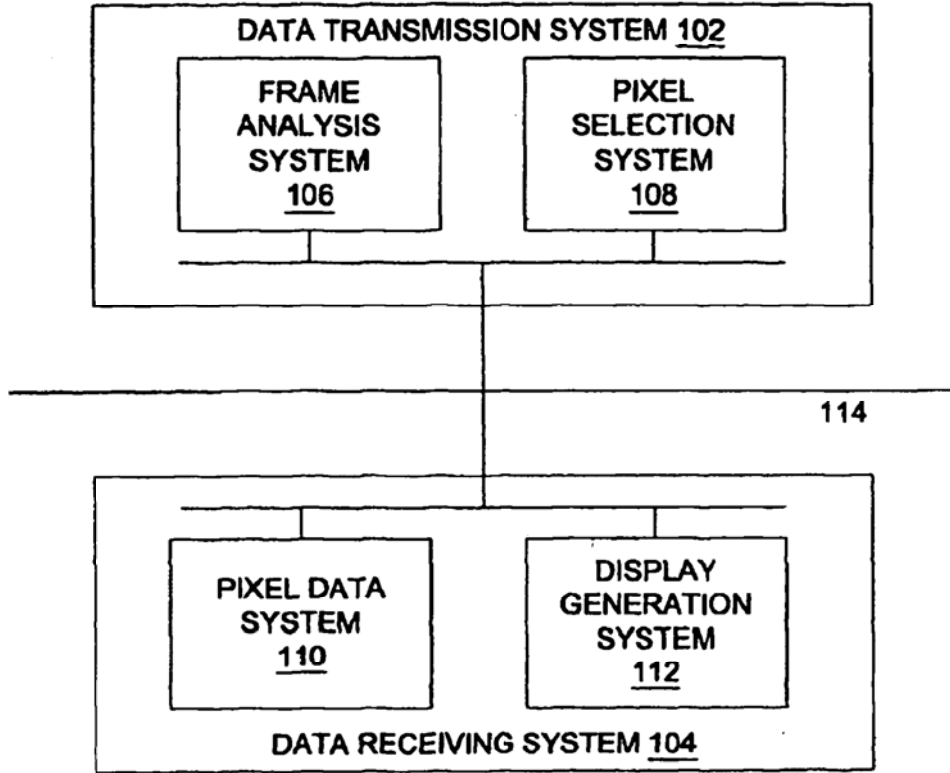 DATA TRANSMISSION SYSTEM 102
FRAME
ANALYSIS
SYSTEM
106
PIXEL
SELECTION
SYSTEM
108
114
PIXEL DATA
SYSTEM
110
DISPLAY
GENERATION
SYSTEM
112
DATA RECEIVING SYSTEM 104